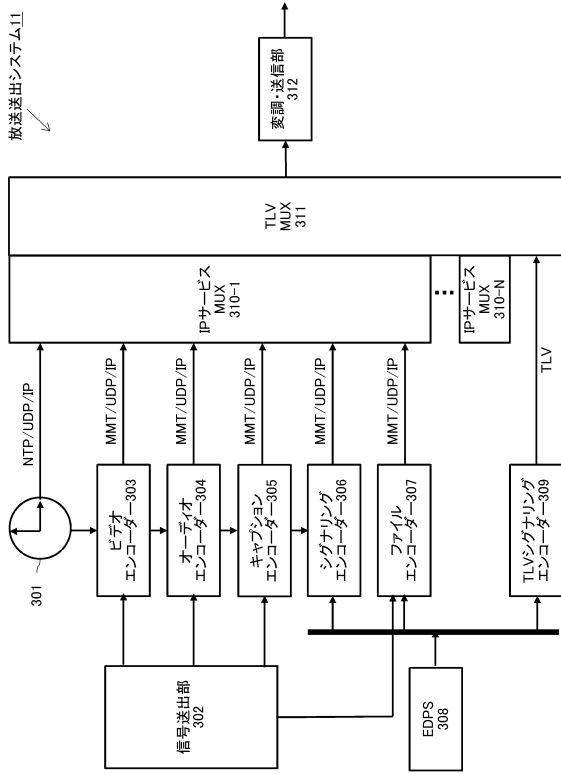 放送送出システム11
変調・送信部
312
TLV
MUX
311
IPサービス
MUX
310-1
IPサービス
MUX
310-N
NTP/UDP/IP
MMT/UDP/IP
MMT/UDP/IP
MMT/UDP/IP
MMT/UDP/IP
MMT/UDP/IP
TLV
301
ビデオ
エンコーダー303
オーディオ
エンコーダー304
キャプション
エンコーダー305
シグナリング
エンコーダー306
ファイル
エンコーダー307
TLVシグナリング
エンコーダー309
信号送出部
302
EDPS
308